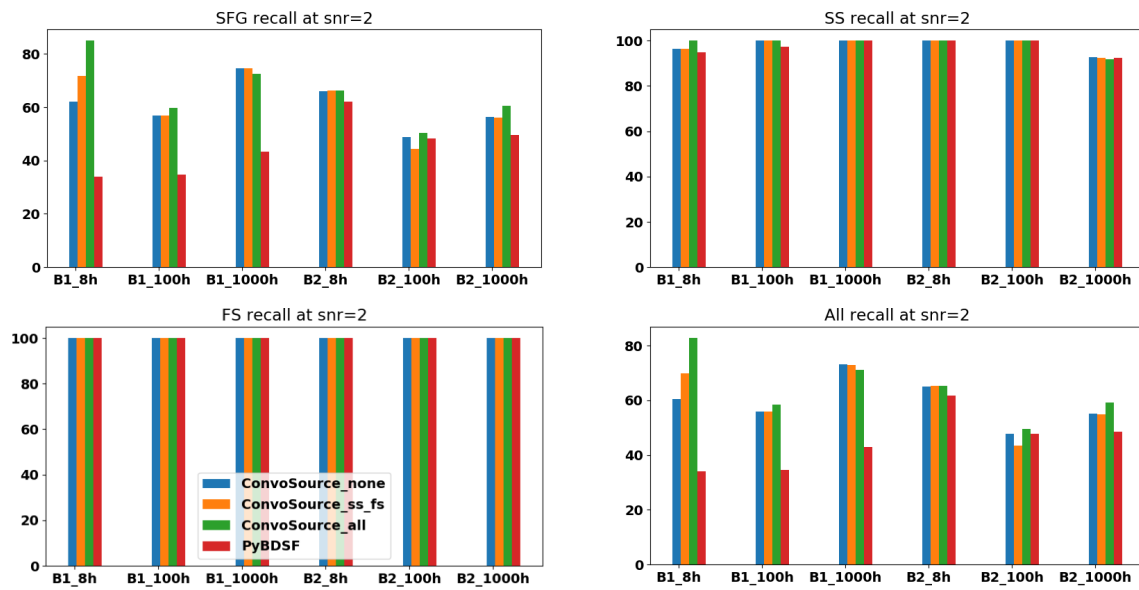 SFG recall at snr=2
80
60
40
20
0
B1_8h B1_100h B1_1000h B2_8h B2_100h B2_1000h
SS recall at snr=2
100
80
60
40
20
0
B1_8h B1_100h B1_1000h B2_8h B2_100h B2_1000h
FS recall at snr=2
100
80
60
40
20
0
ConvoSource_none
ConvoSource_ss_fs
ConvoSource_all
PyBDSF
B1_8h B1_100h B1_1000h B2_8h B2_100h B2_1000h
All recall at snr=2
80
60
40
20
0
B1_8h B1_100h B1_1000h B2_8h B2_100h B2_1000h